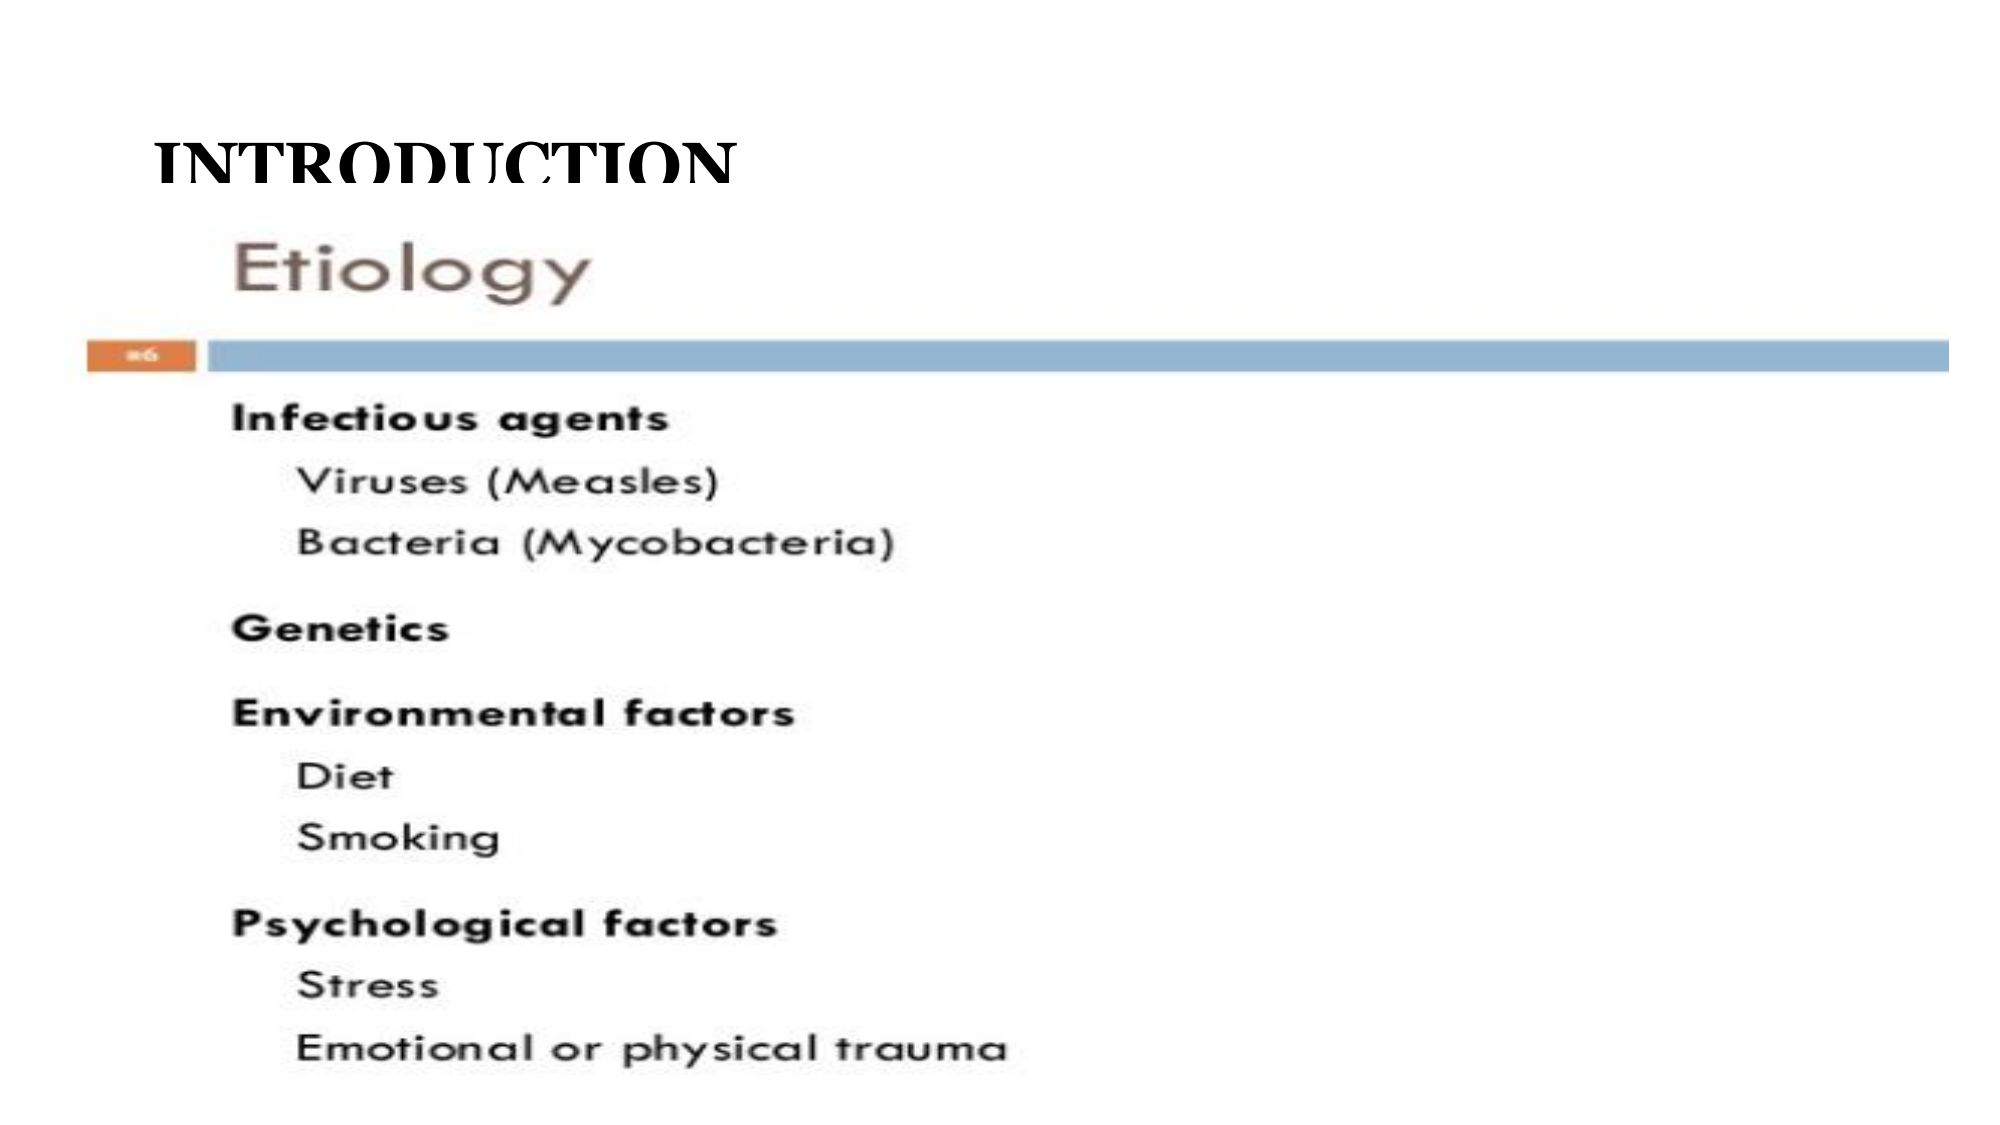 INTRODUCTION
Etiology
Infectious agents
Viruses (Measles)
Bacteria (Mycobacteria)
Genetics
Environmental factors
Diet
Smoking
Psychological factors
Stress
Emotional or physical trauma